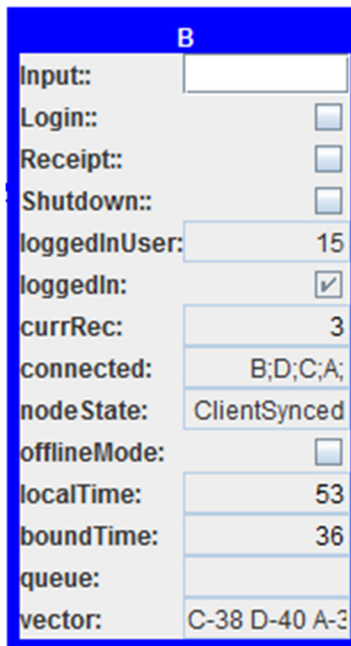 B
Input::
Login::
Receipt::
Shutdown::
loggedInUser: 15
loggedIn:
currRec: 3
connected: B;D;C;A;
nodeState: ClientSynced
offlineMode:
localTime: 53
boundTime: 36
queue:
vector: C-38 D-40 A-3